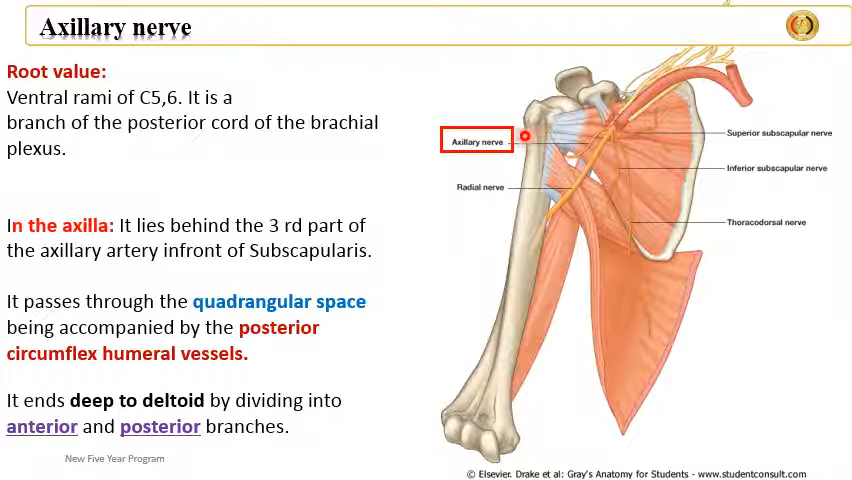 Axillary nerve
Root value:
Ventral rami of C5,6. It is a
branch of the posterior cord of the brachial
plexus.
In the axilla: It lies behind the 3 rd part of
the axillary artery infront of Subscapularis.
It passes through the quadrangular space
being accompanied by the posterior
circumflex humeral vessels.
It ends deep to deltoid by dividing into
anterior and posterior branches.
New Five Year Program
Axillary nerve
Radial nerve
Superior subscapular nerve
Inferior subscapular nerve
Thoracodorsal nerve
© Elsevier. Drake et al: Gray's Anatomy for Students - www.studentconsult.com